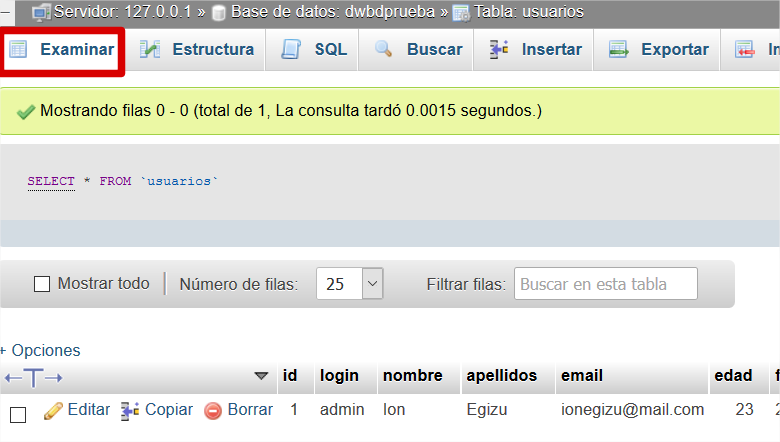 Servidor: 127.0.0.1 » Base de datos: dwbdprueba » Tabla: usuarios
Examinar Estructura SQL Buscar Insertar Exportar
Mostrando filas 0 - 0 (total de 1, La consulta tardó 0.0015 segundos.)
SELECT * FROM `usuarios`
Mostrar todo Número de filas: 25 Filtrar filas: Buscar en esta tabla
+ Opciones
←T→ id login nombre apellidos email edad
Editar Copiar Borrar 1 admin Ion Egizu ionegizu@mail.com 23